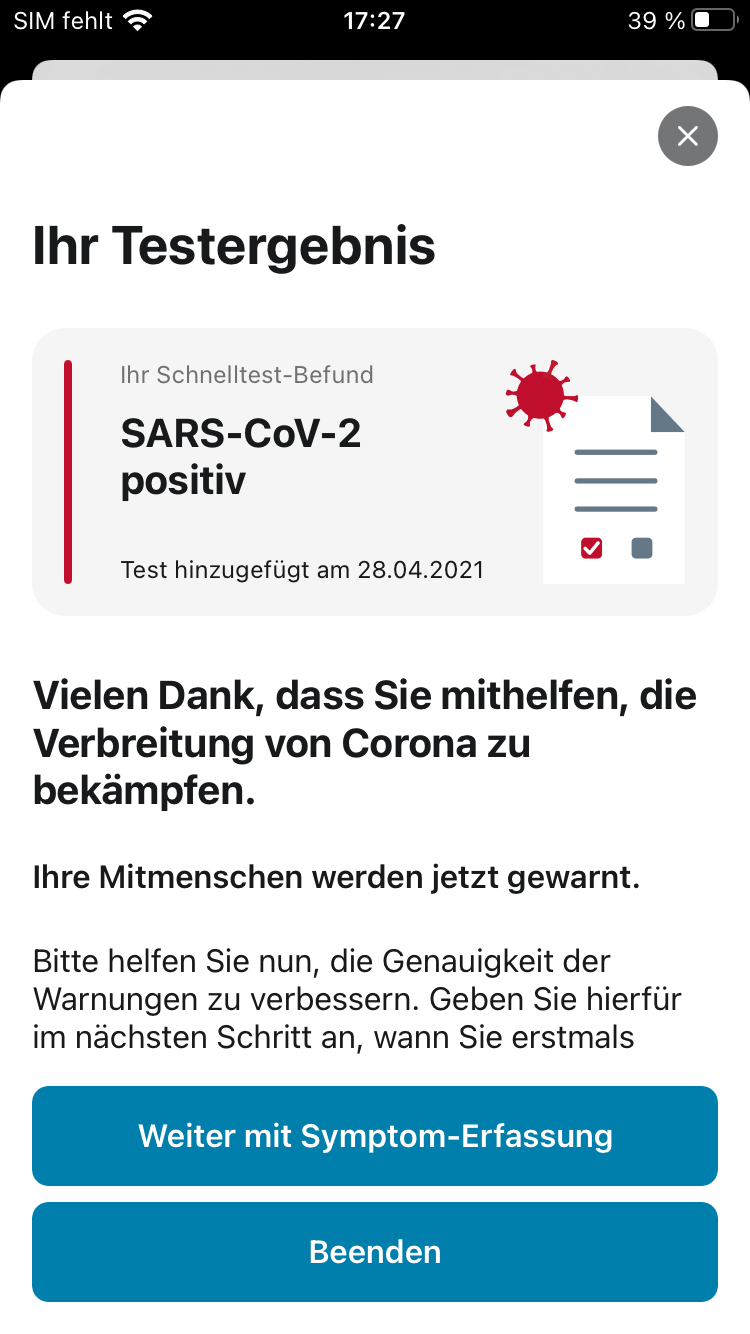 SIM fehlt 17:27 39 %
Ihr Testergebnis
Ihr Schnelltest-Befund
SARS-CoV-2
positiv
Test hinzugefügt am 28.04.2021
Vielen Dank, dass Sie mithelfen, die
Verbreitung von Corona zu
bekämpfen.
Ihre Mitmenschen werden jetzt gewarnt.
Bitte helfen Sie nun, die Genauigkeit der
Warnungen zu verbessern. Geben Sie hierfür
im nächsten Schritt an, wann Sie erstmals
Weiter mit Symptom-Erfassung
Beenden